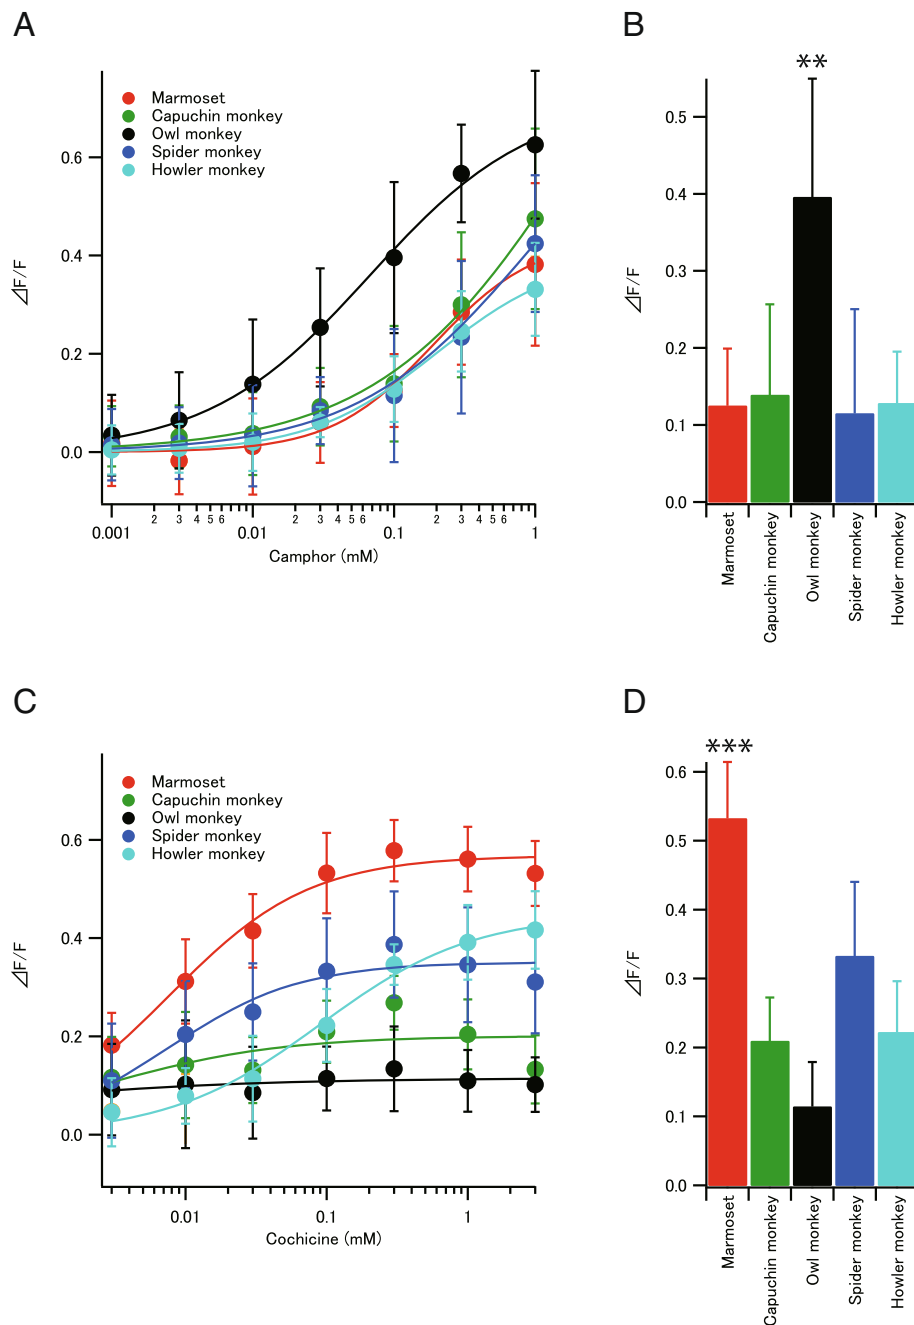 A
B
Marmoset
Capuchin monkey
Owl monkey
Spider monkey
Howler monkey
0.6
0.4
0.2
0.0
⊿F/F
0.001 2 3 4 5 6 0.01 2 3 4 5 6 0.1 2 3 4 5 6 1
Camphor (mM)
**
0.5
0.4
0.3
0.2
0.1
0.0
⊿F/F
Marmoset
Capuchin monkey
Owl monkey
Spider monkey
Howler monkey
C
D
Marmoset
Capuchin monkey
Owl monkey
Spider monkey
Howler monkey
0.6
0.4
0.2
0.0
⊿F/F
0.01 0.1 1
Cochicine (mM)
***
0.6
0.5
0.4
0.3
0.2
0.1
0.0
⊿F/F
Marmoset
Capuchin monkey
Owl monkey
Spider monkey
Howler monkey